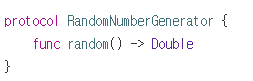 protocol RandomNumberGenerator {
    func random() -> Double
}